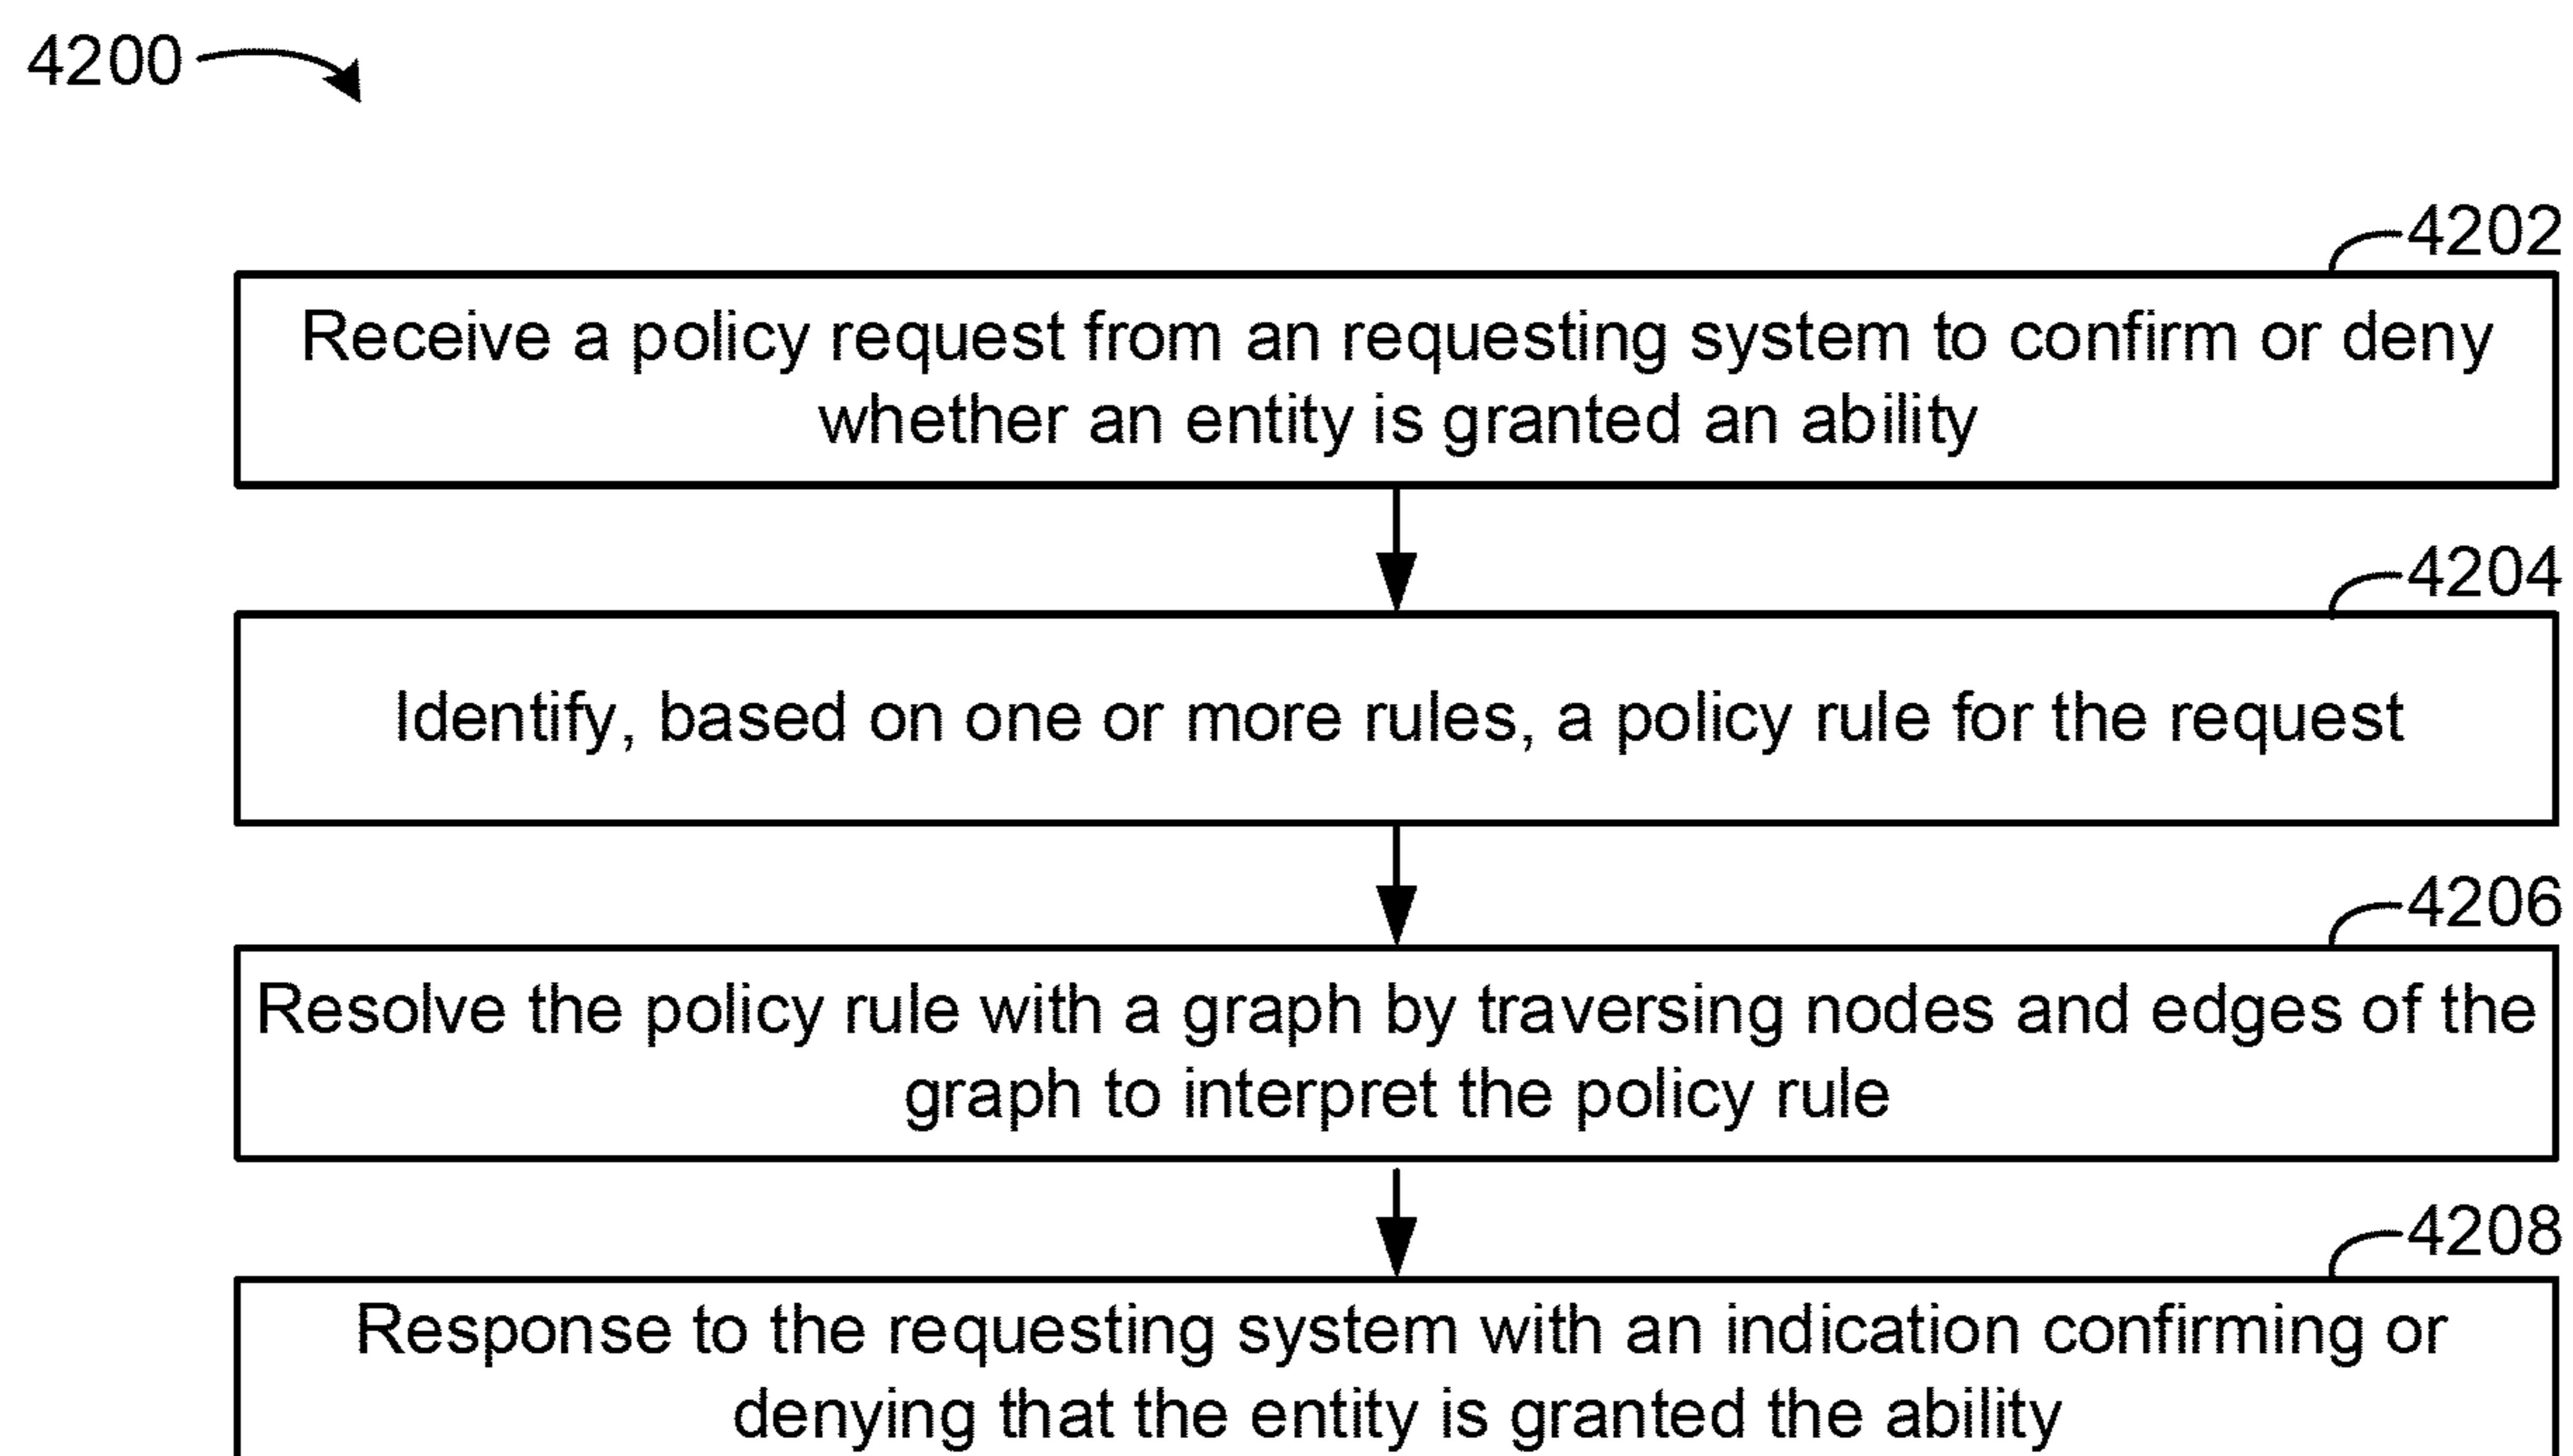 4200
4202
Receive a policy request from an requesting system to confirm or deny
whether an entity is granted an ability
4204
Identify, based on one or more rules, a policy rule for the request
4206
Resolve the policy rule with a graph by traversing nodes and edges of the
graph to interpret the policy rule
4208
Response to the requesting system with an indication confirming or
denying that the entity is granted the ability